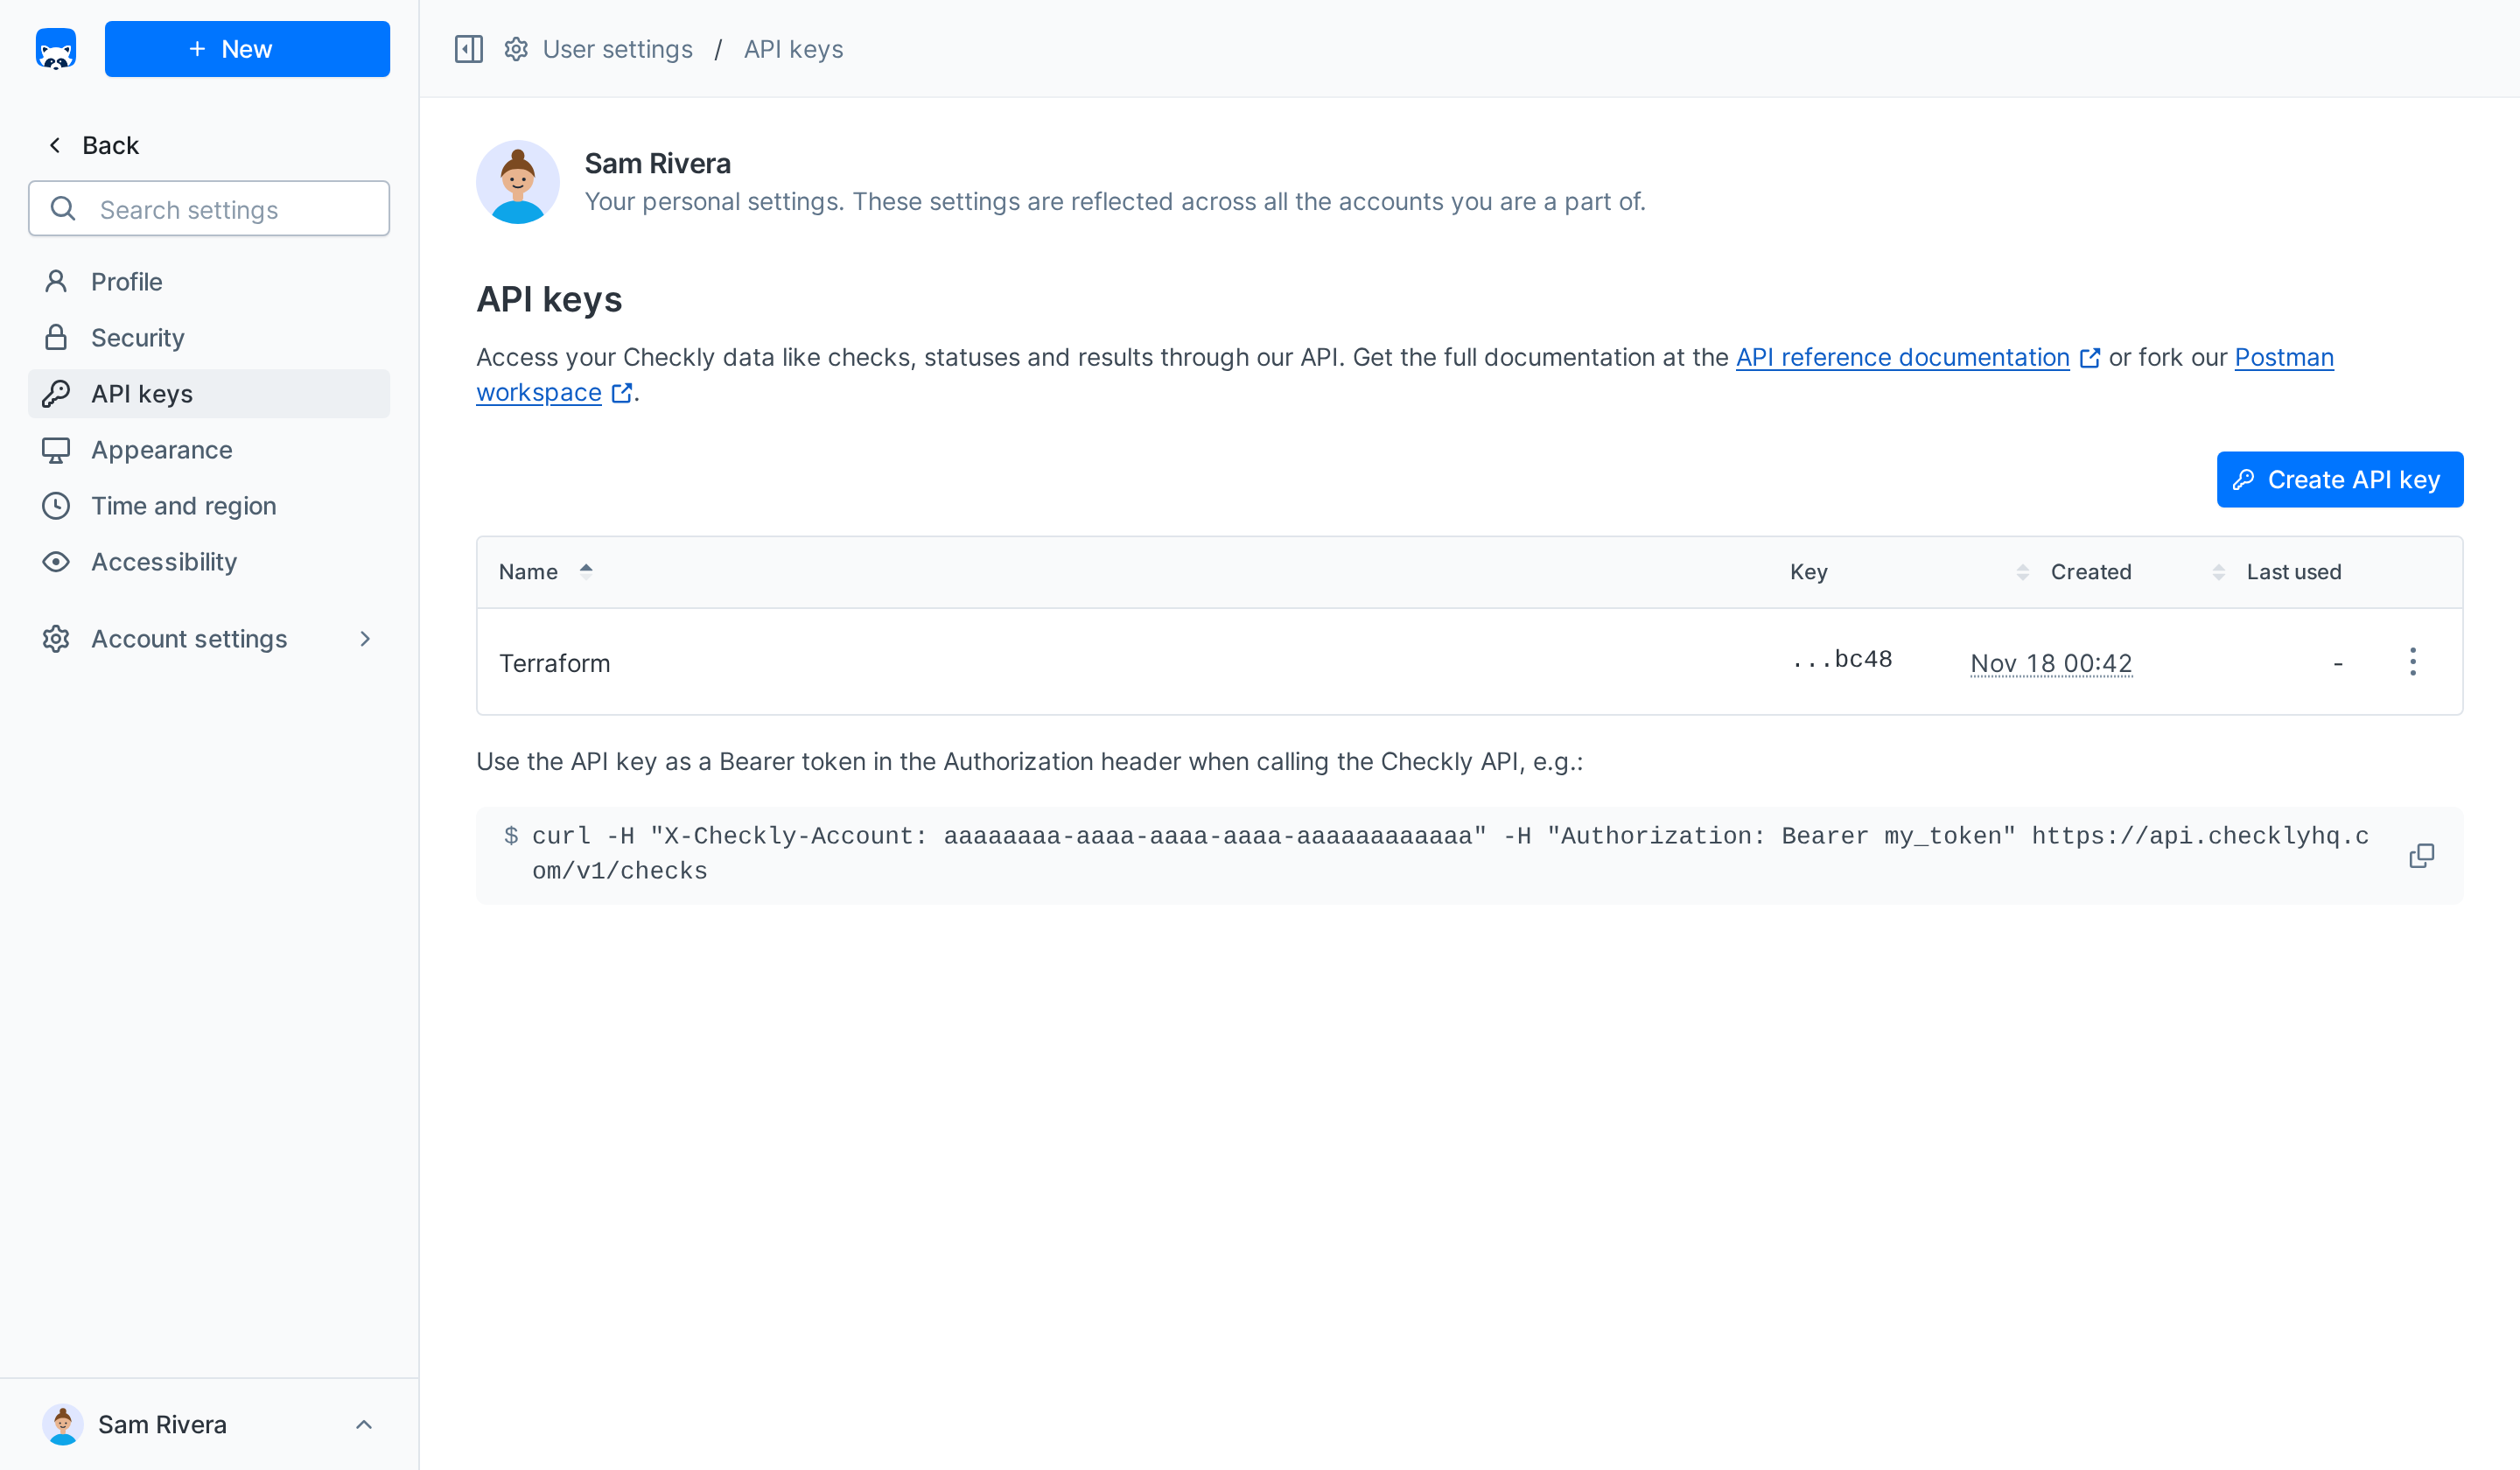 + New
User settings / API keys
Back
Search settings
Profile
Security
API keys
Appearance
Time and region
Accessibility
Account settings
Sam Rivera
Sam Rivera
Your personal settings. These settings are reflected across all the accounts you are a part of.
API keys
Access your Checkly data like checks, statuses and results through our API. Get the full documentation at the API reference documentation or fork our Postman
workspace .
Create API key
Name Key Created Last used
Terraform ...bc48 Nov 18 00:42 -
Use the API key as a Bearer token in the Authorization header when calling the Checkly API, e.g.:
$ curl -H "X-Checkly-Account: aaaaaaaa-aaaa-aaaa-aaaa-aaaaaaaaaaaa" -H "Authorization: Bearer my_token" https://api.checklyhq.c
om/v1/checks